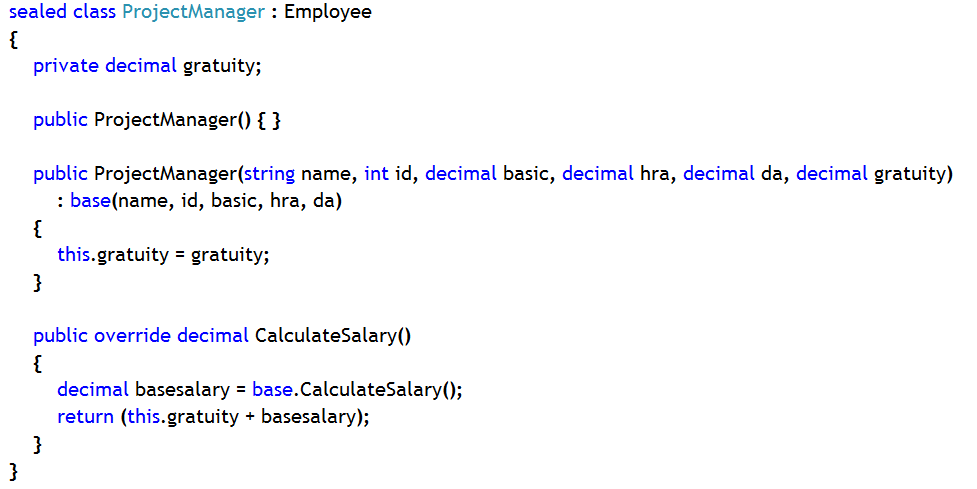 sealed class ProjectManager : Employee
{
private decimal gratuity;
public ProjectManager() { }
public ProjectManager(string name, int id, decimal basic, decimal hra, decimal da, decimal gratuity)
: base(name, id, basic, hra, da)
{
this.gratuity = gratuity;
}
public override decimal CalculateSalary()
{
decimal basesalary = base.CalculateSalary();
return (this.gratuity + basesalary);
}
}